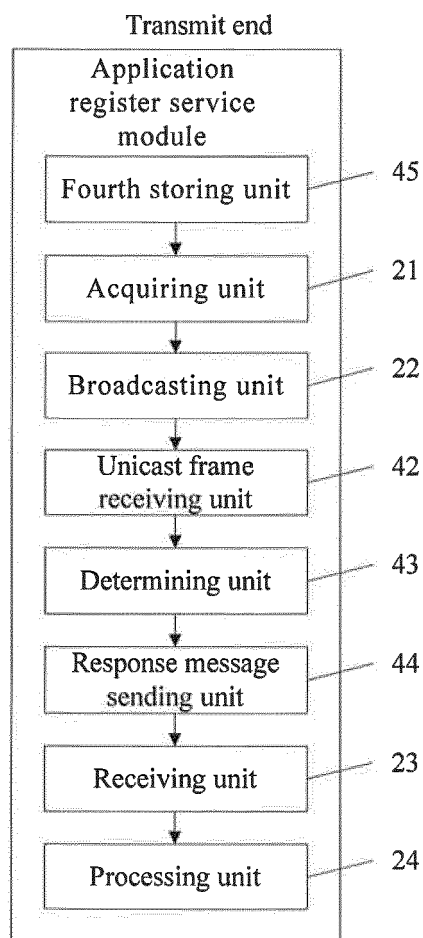 Transmit end
Application
register service
module
Fourth storing unit
45
Acquiring unit
21
Broadcasting unit
22
Unicast frame
receiving unit
42
Determining unit
43
Response message
sending unit
44
Receiving unit
23
Processing unit
24